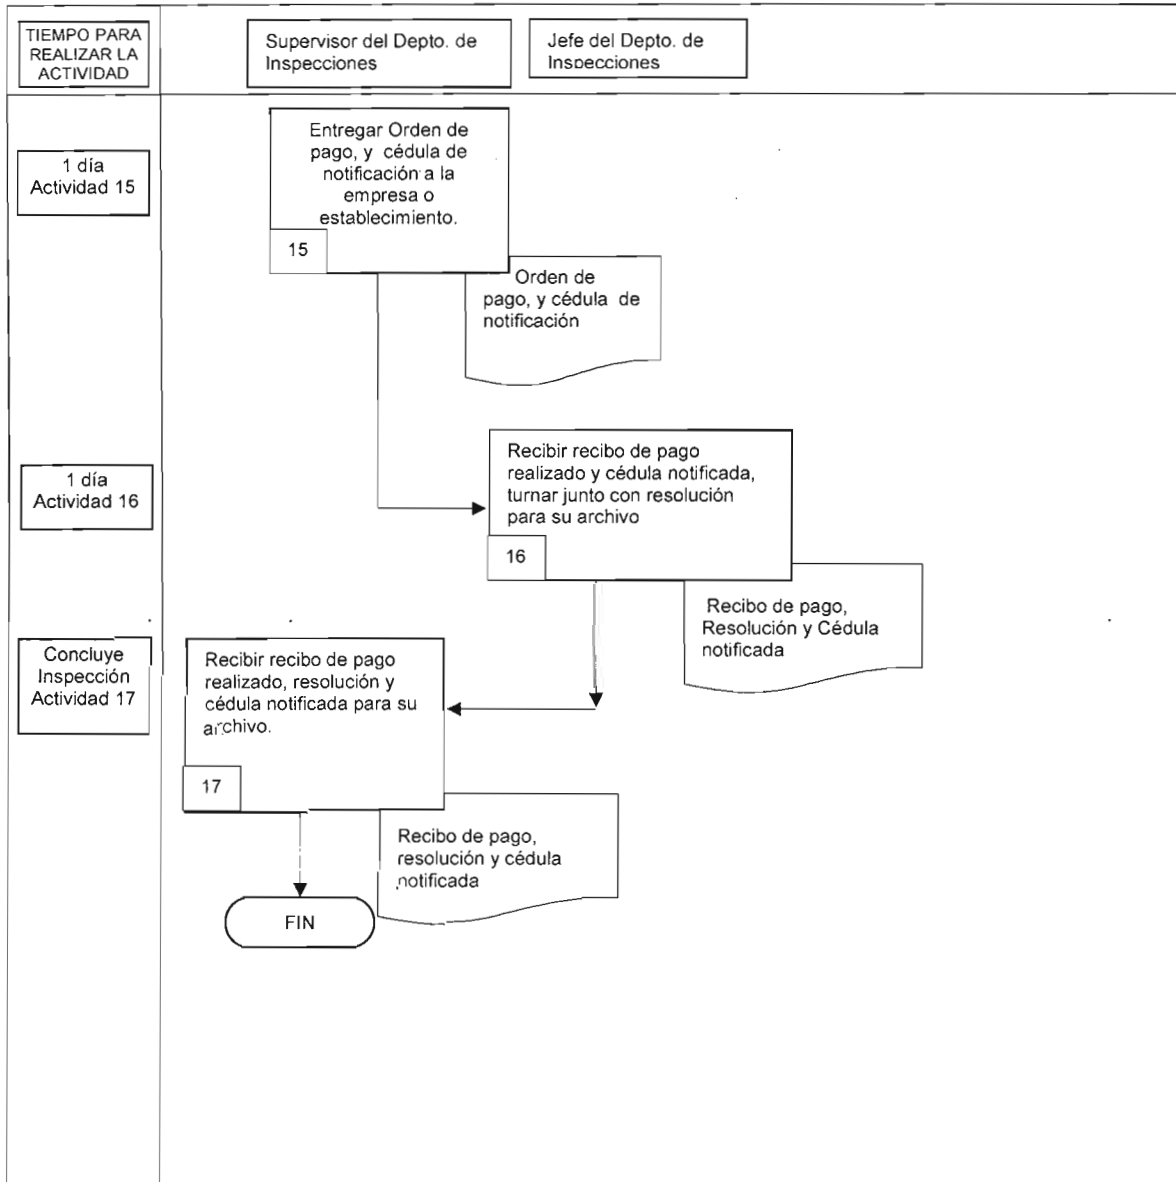 TIEMPO PARA
REALIZAR LA
ACTIVIDAD
Supervisor del Depto. de
Inspecciones
Jefe del Depto. de
Inspecciones
1 día
Actividad 15
Entregar Orden de
pago, y cédula de
notificación a la
empresa o
establecimiento.
15
Orden de
pago, y cédula de
notificación
1 día
Actividad 16
Recibir recibo de pago
realizado y cédula notificada,
turnar junto con resolución
para su archivo
16
Recibo de pago,
Resolución y Cédula
notificada
Concluye
Inspección
Actividad 17
Recibir recibo de pago
realizado, resolución y
cédula notificada para su
archivo.
17
Recibo de pago,
resolución y cédula
notificada
FIN